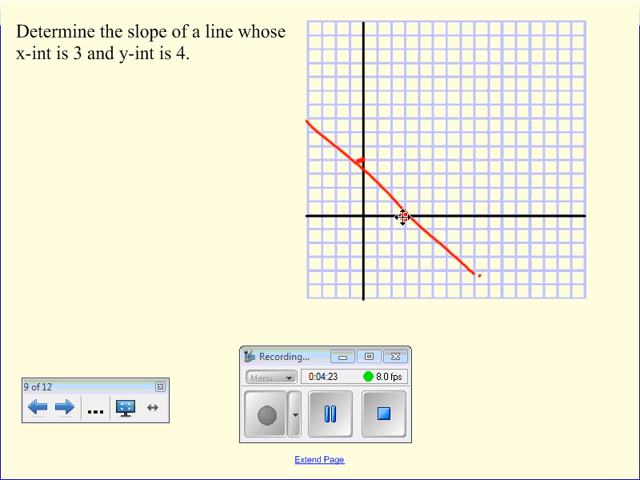 Determine the slope of a line whose
x-int is 3 and y-int is 4.
Recording...
Menu
0:04:23
8.0 fps
9 of 12
...
Extend Page